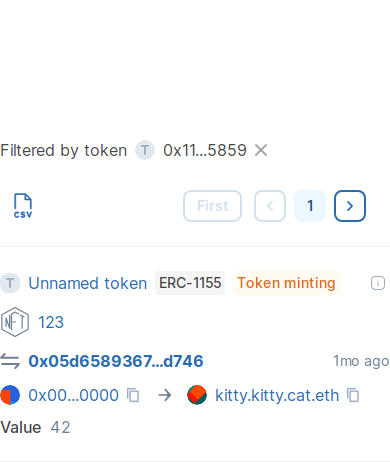 Filtered by token T 0x11...5859
CSV
First 1
T Unnamed token ERC-1155 Token minting
NFT 123
0x05d6589367...d746 1mo ago
0x00...0000 kitty.kitty.cat.eth
Value 42